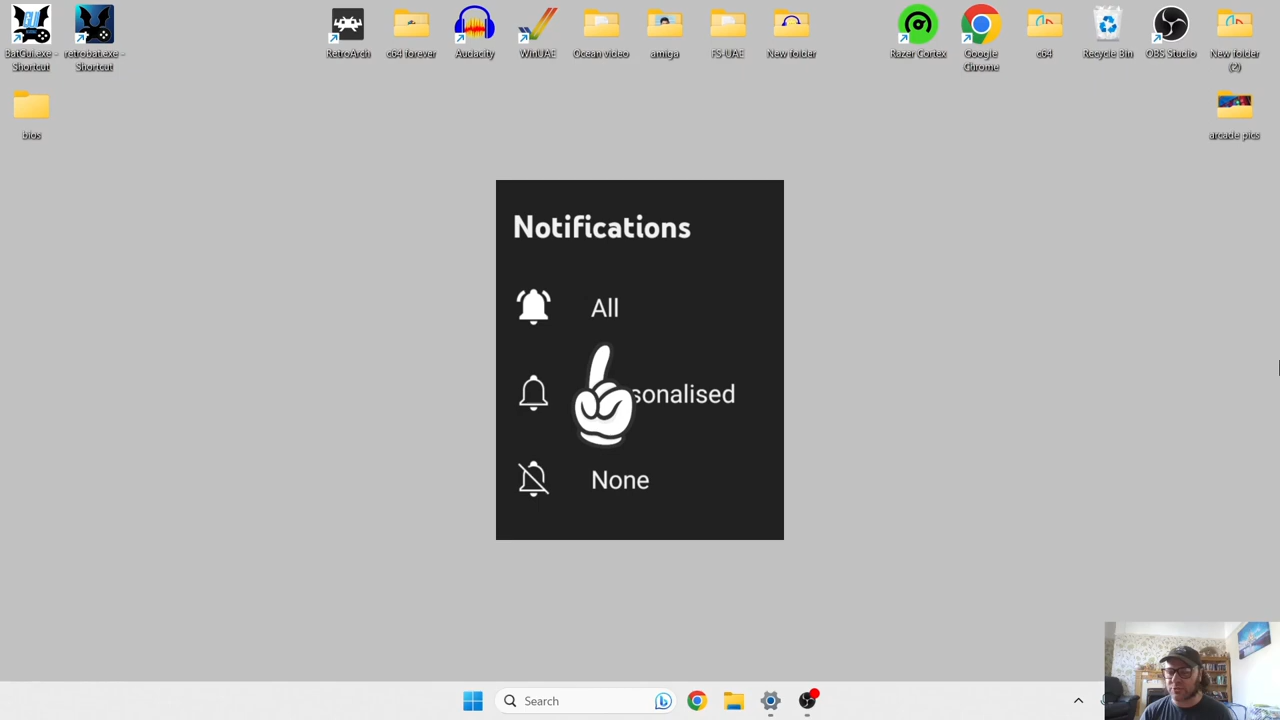 BatGui.exe -
Shortcut
retrobat.exe -
Shortcut
RetroArch
c64 forever
Audacity
WinUAE
Ocean video
amiga
FS-UAE
New folder
Razer Cortex
Google
Chrome
c64
Recycle Bin
OBS Studio
New folder
(2)
bios
arcade pics
Notifications
All
sonalised
None
Search